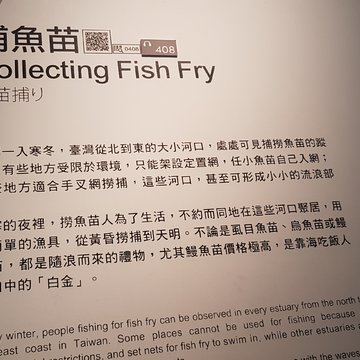 捕魚苗
0408
408
Collecting Fish Fry
苗捕り
一入寒冬，臺灣從北到東的大小河口，處處可見捕撈魚苗的蹤
有些地方受限於環境，只能架設定置網，任小魚苗自己入網；
些地方適合手叉網撈捕，這些河口，甚至可形成小小的流浪部
的夜裡，撈魚苗人為了生活，不約而同地在這些河口聚居，用
簡單的漁具，從黃昏撈捕到天明。不論是虱目魚苗、烏魚苗或鰻
苗，都是隨浪而來的禮物，尤其鰻魚苗價格極高，是靠海吃飯人
口中的「白金」。
winter, people fishing for fish fry can be observed in every estuary from the north
east coast in Taiwan. Some places cannot be used for fishing because
restrictions, and set nets for fish fry to swim in, while other estuaries
with the waves